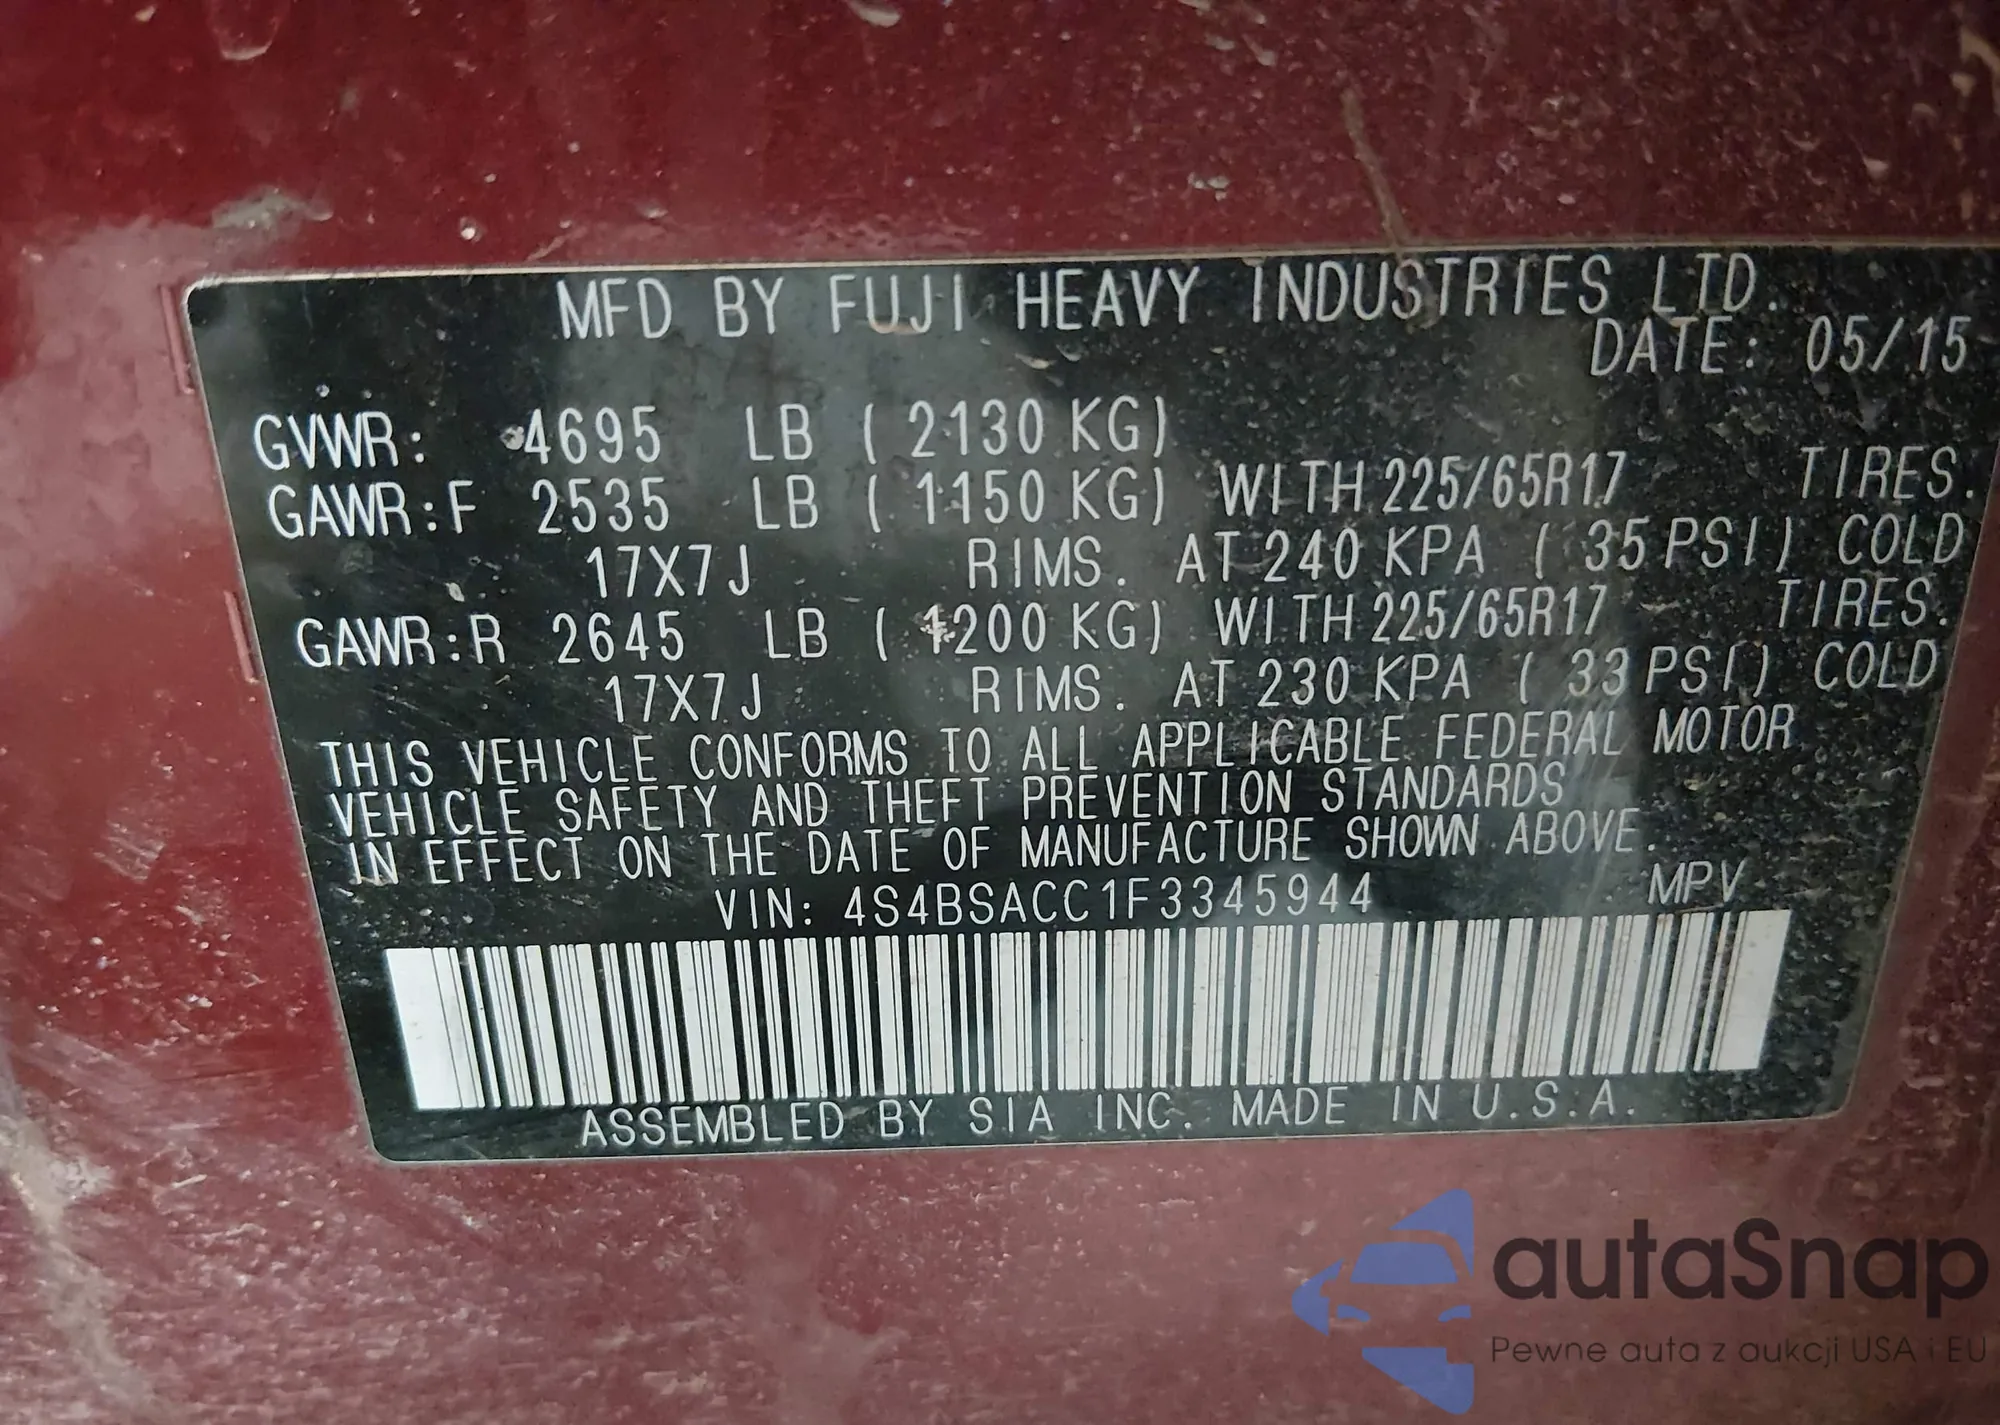 MFD BY FUJI HEAVY INDUSTRIES LTD.
DATE: 05/15
GVWR: 4695 LB ( 2130 KG)
GAWR:F 2535 LB ( 1150 KG) WITH 225/65R17 TIRES.
17X7J RIMS. AT 240 KPA ( 35 PSI) COLD
GAWR:R 2645 LB ( 1200 KG) WITH 225/65R17 TIRES.
17X7J RIMS. AT 230 KPA ( 33 PSI) COLD
THIS VEHICLE CONFORMS TO ALL APPLICABLE FEDERAL MOTOR
VEHICLE SAFETY AND THEFT PREVENTION STANDARDS
IN EFFECT ON THE DATE OF MANUFACTURE SHOWN ABOVE.
VIN: 4S4BSACC1F3345944 MPV
ASSEMBLED BY SIA INC. MADE IN U.S.A.
autaSnap
Pewne auta z aukcji USA i EU